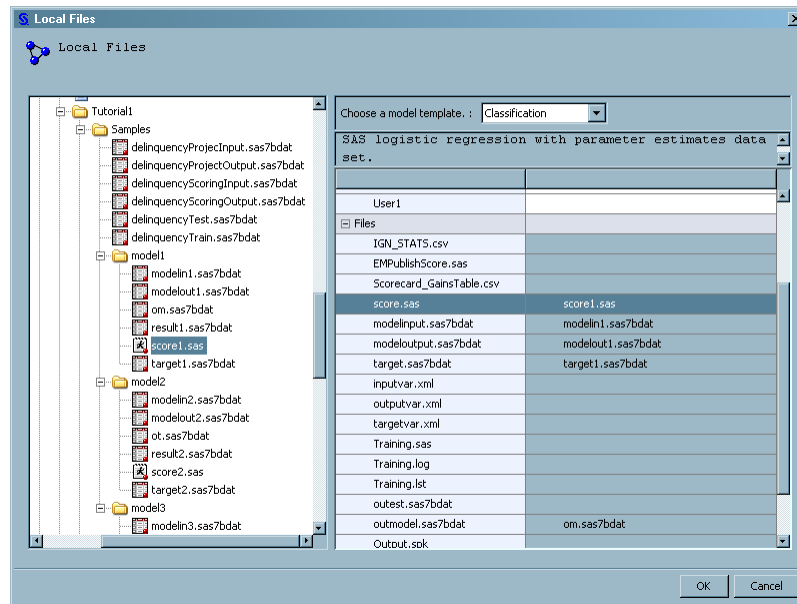 Local Files
Local Files
Tutorial1
Samples
delinquencyProjecInput.sas7bdat
delinquencyProjectOutput.sas7bdat
delinquencyScoringInput.sas7bdat
delinquencyScoringOutput.sas7bdat
delinquencyTest.sas7bdat
delinquencyTrain.sas7bdat
model1
modelin1.sas7bdat
modelout1.sas7bdat
om.sas7bdat
result1.sas7bdat
score1.sas
target1.sas7bdat
model2
modelin2.sas7bdat
modelout2.sas7bdat
ot.sas7bdat
result2.sas7bdat
score2.sas
target2.sas7bdat
model3
modelin3.sas7bdat
Choose a model template. : Classification
SAS logistic regression with parameter estimates data
set.
User1
Files
IGN_STATS.csv
EMPublishScore.sas
Scorecard_GainsTable.csv
score.sas score1.sas
modelinput.sas7bdat modelin1.sas7bdat
modeloutput.sas7bdat modelout1.sas7bdat
target.sas7bdat target1.sas7bdat
inputvar.xml
outputvar.xml
targetvar.xml
Training.sas
Training.log
Training.lst
outest.sas7bdat
outmodel.sas7bdat om.sas7bdat
Output.spk
OK Cancel